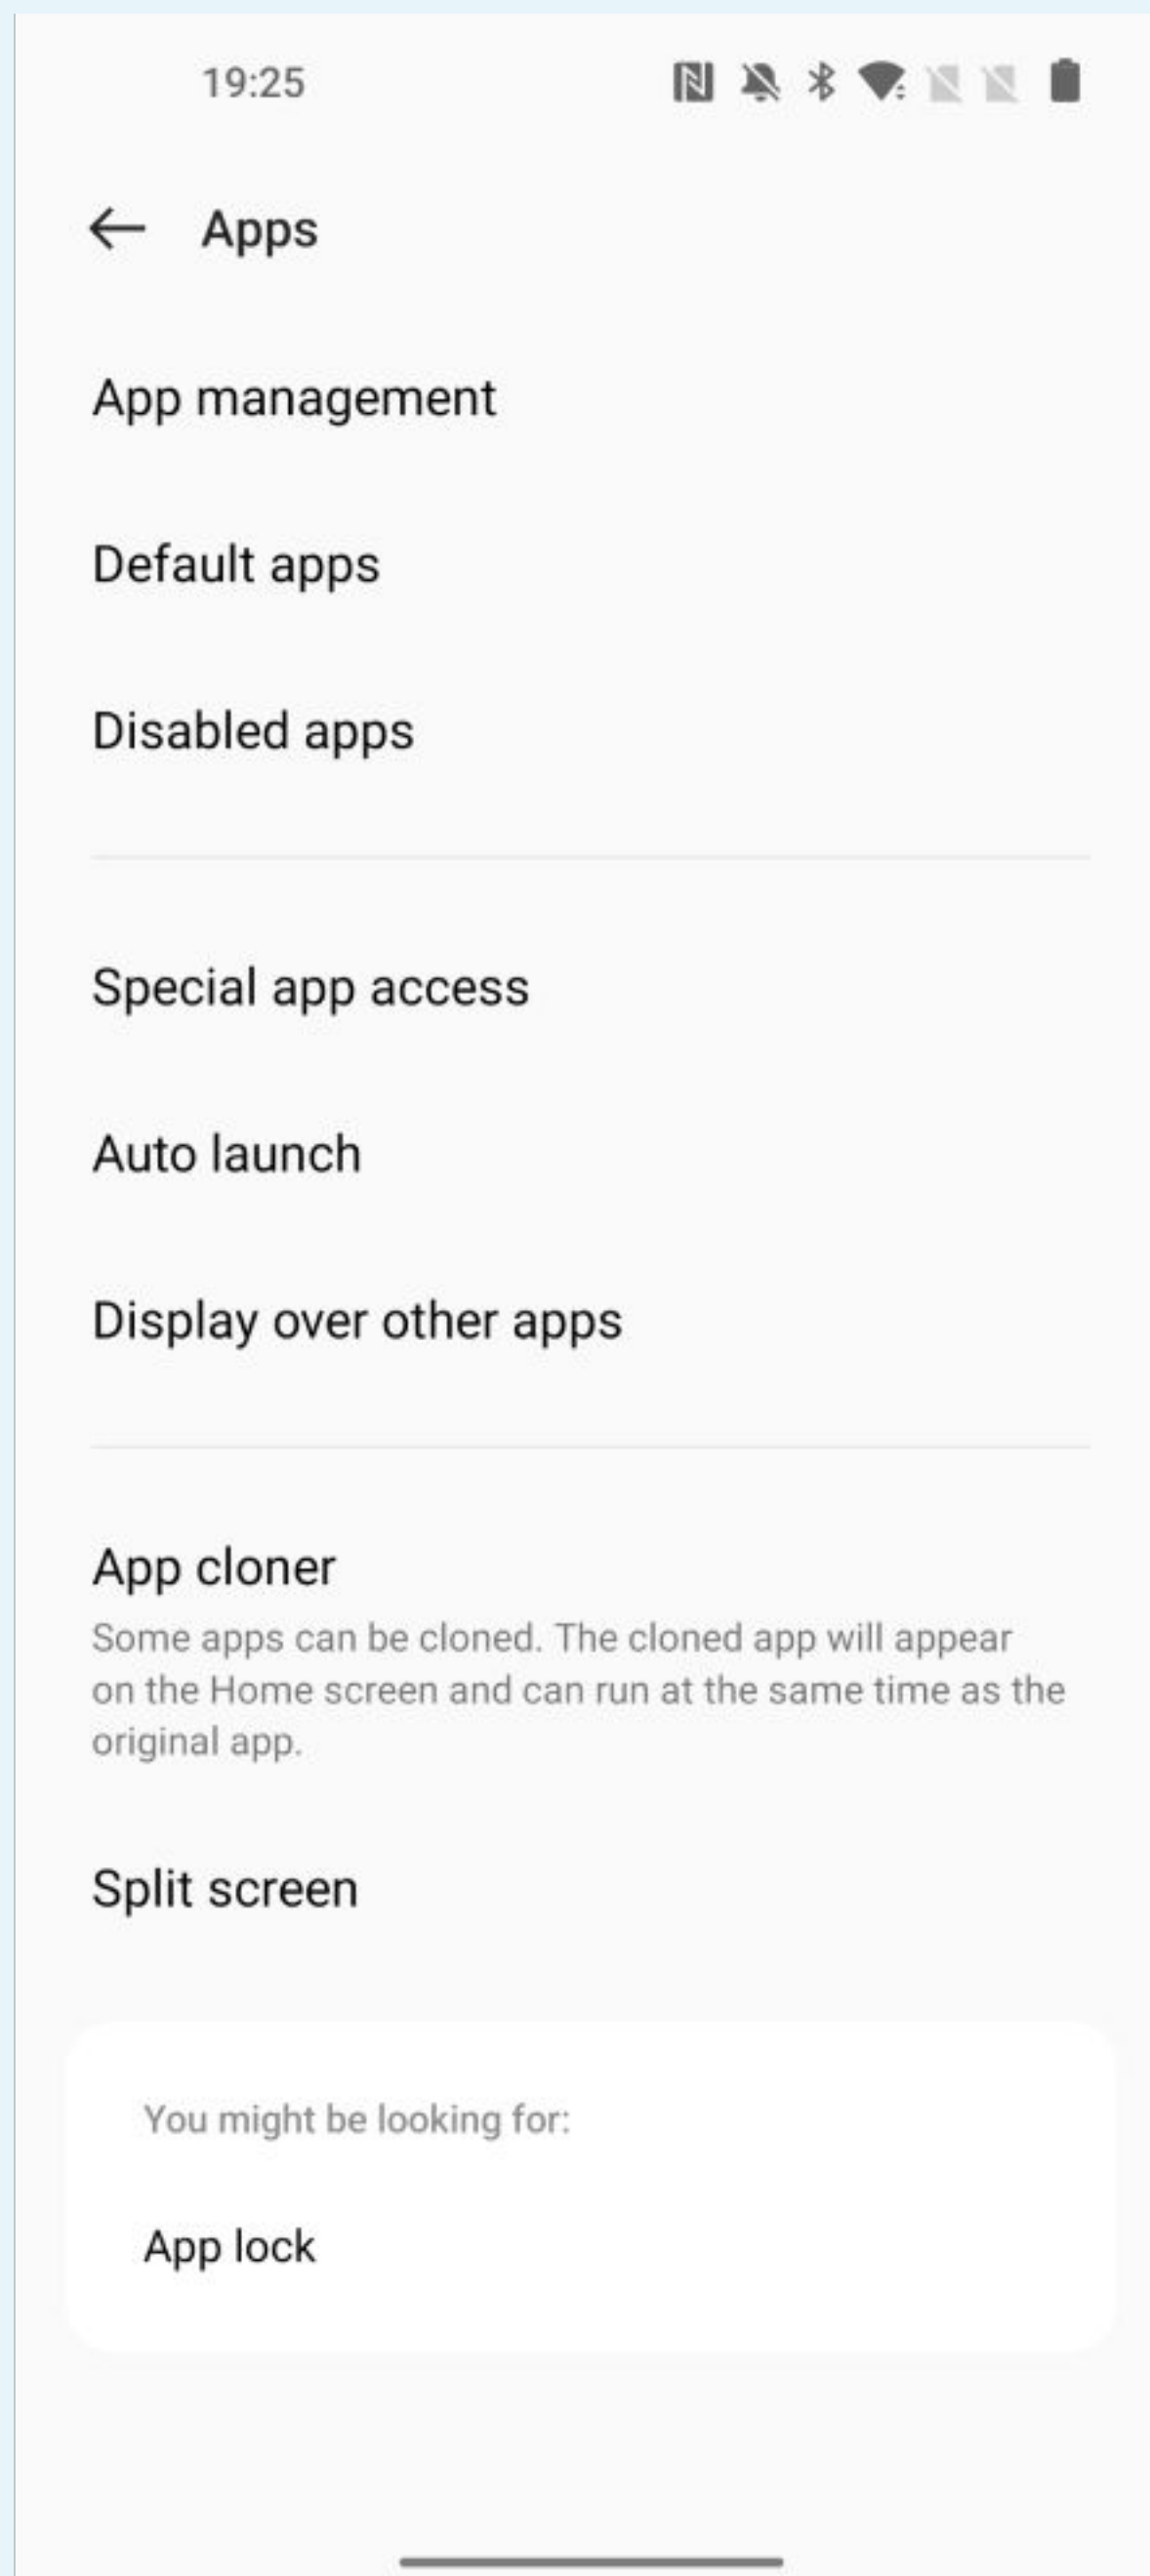 19:25
Apps
App management
Default apps
Disabled apps
Special app access
Auto launch
Display over other apps
App cloner
Some apps can be cloned. The cloned app will appear
on the Home screen and can run at the same time as the
original app.
Split screen
You might be looking for:
App lock